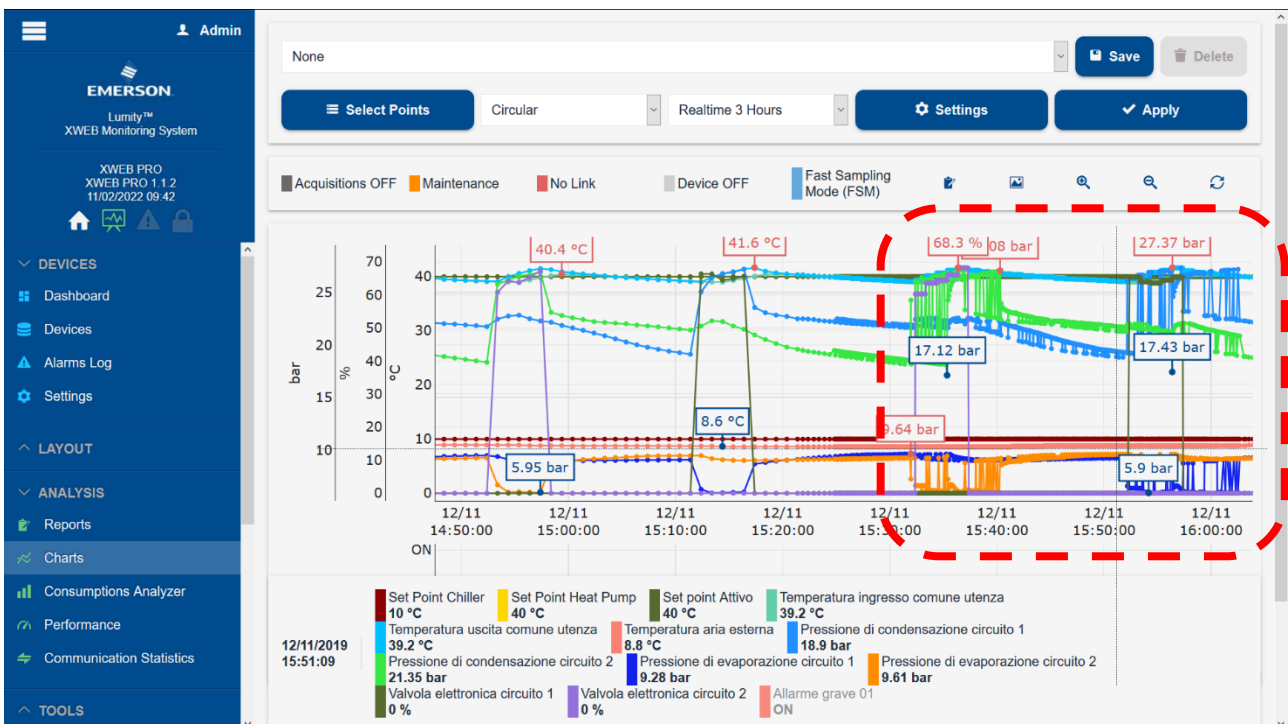 Admin
EMERSON
Lumity™
XWEB Monitoring System
XWEB PRO
XWEB PRO 1.1.2
11/02/2022 09:42
DEVICES
Dashboard
Devices
Alarms Log
Settings
LAYOUT
ANALYSIS
Reports
Charts
Consumptions Analyzer
Performance
Communication Statistics
TOOLS
None
Save
Delete
Select Points
Circular
Realtime 3 Hours
Settings
Apply
Acquisitions OFF
Maintenance
No Link
Device OFF
Fast Sampling
Mode (FSM)
bar
25
20
15
10
%
70
60
50
40
30
20
10
0
°C
40
30
20
10
0
40.4 °C
41.6 °C
68.3 %
08 bar
27.37 bar
17.12 bar
17.43 bar
8.6 °C
9.64 bar
5.95 bar
5.9 bar
12/11
14:50:00
12/11
15:00:00
12/11
15:10:00
12/11
15:20:00
12/11
15:30:00
12/11
15:40:00
12/11
15:50:00
12/11
16:00:00
ON
12/11/2019
15:51:09
Set Point Chiller
10 °C
Set Point Heat Pump
40 °C
Set point Attivo
40 °C
Temperatura ingresso comune utenza
39.2 °C
Temperatura uscita comune utenza
39.2 °C
Temperatura aria esterna
8.8 °C
Pressione di condensazione circuito 1
18.9 bar
Pressione di condensazione circuito 2
21.35 bar
Pressione di evaporazione circuito 1
9.28 bar
Pressione di evaporazione circuito 2
9.61 bar
Valvola elettronica circuito 1
0 %
Valvola elettronica circuito 2
0 %
Allarme grave 01
ON